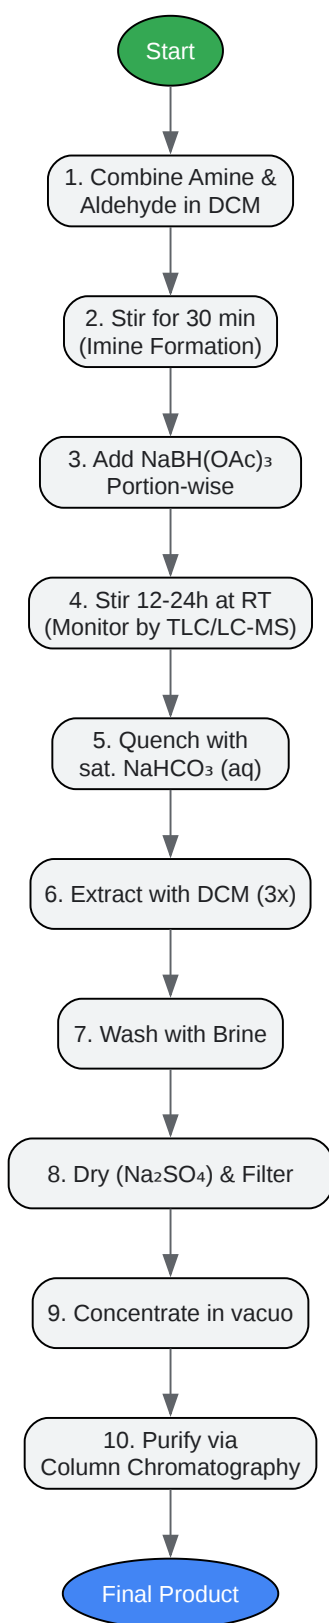 Start
1. Combine Amine &
Aldehyde in DCM
2. Stir for 30 min
(Imine Formation)
3. Add NaBH(OAc)₃
Portion-wise
4. Stir 12-24h at RT
(Monitor by TLC/LC-MS)
5. Quench with
sat. NaHCO₃ (aq)
6. Extract with DCM (3x)
7. Wash with Brine
8. Dry (Na₂SO₄) & Filter
9. Concentrate in vacuo
10. Purify via
Column Chromatography
Final Product